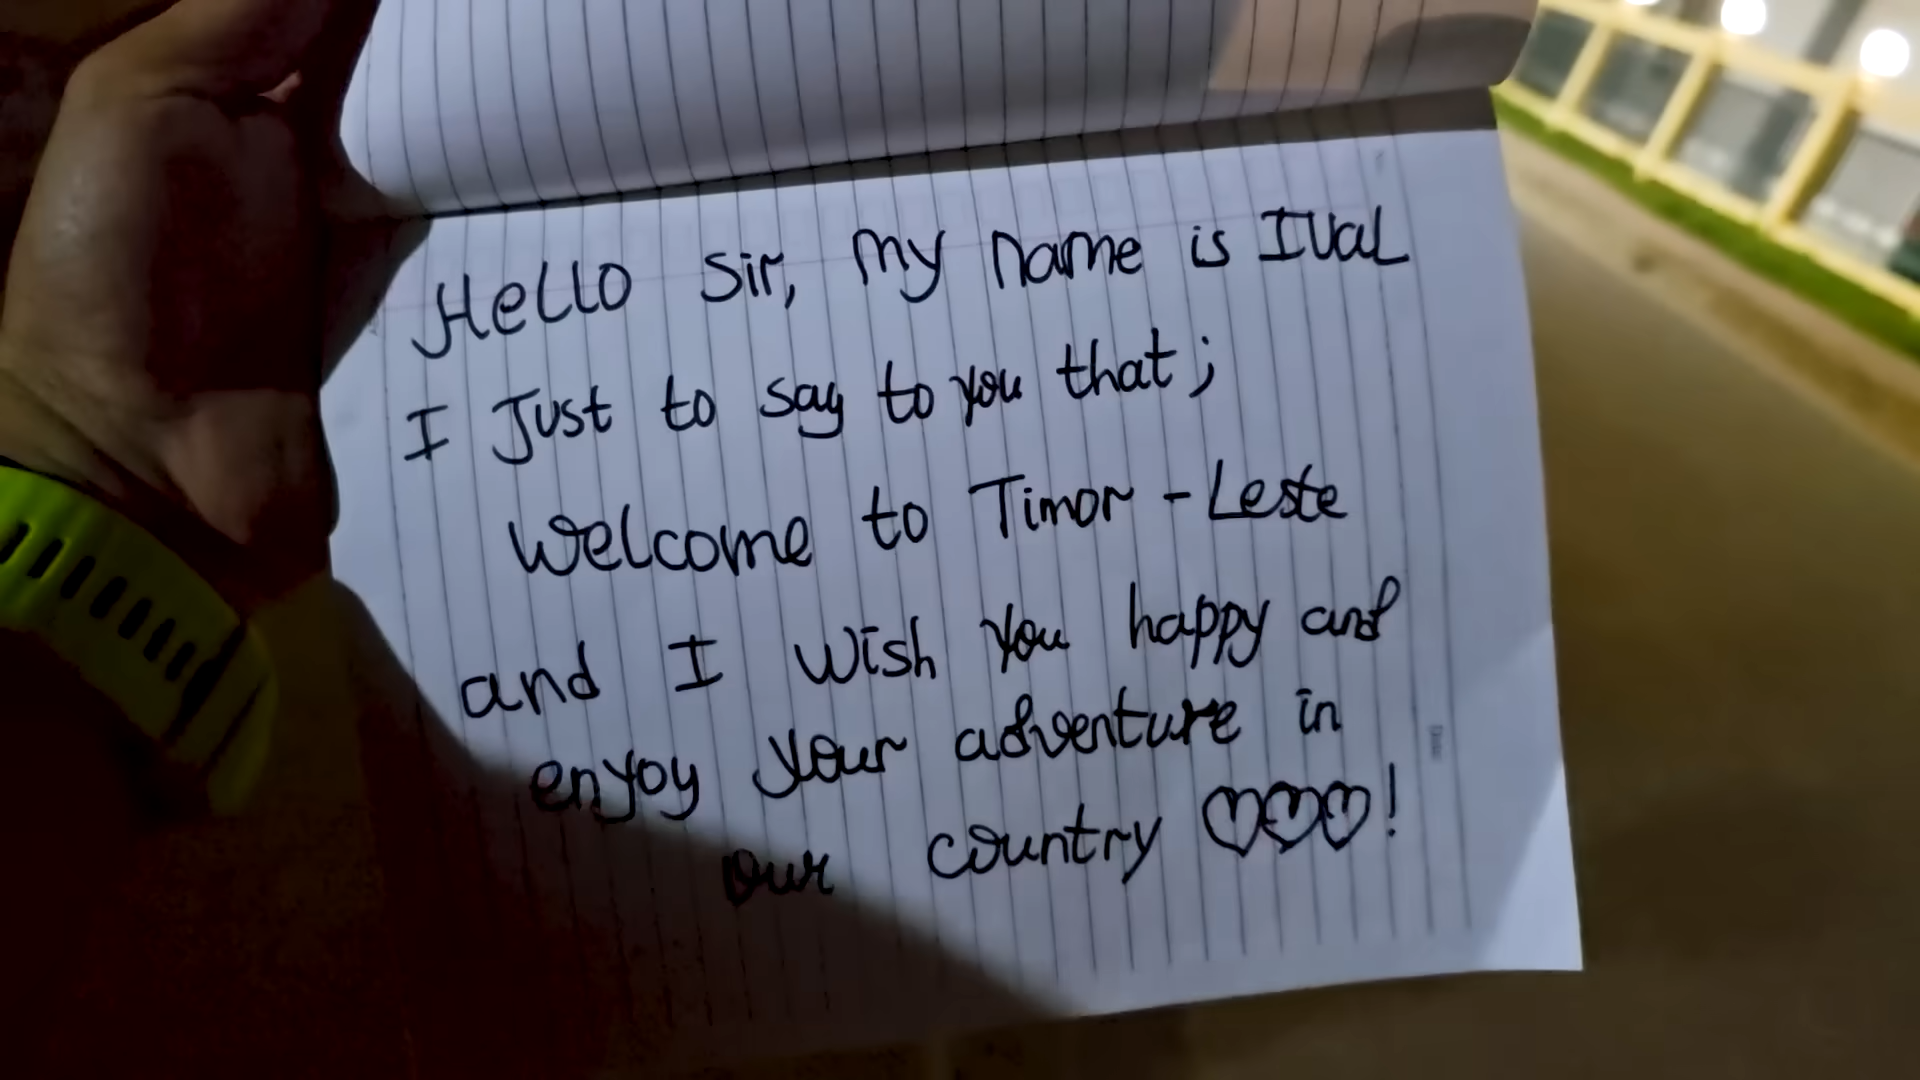 Hello Sir, my name is Ival
I Just to say to you that;
Welcome to Timor - Leste
and I wish you happy and
enjoy your adventure in
our country ♡♡♡!